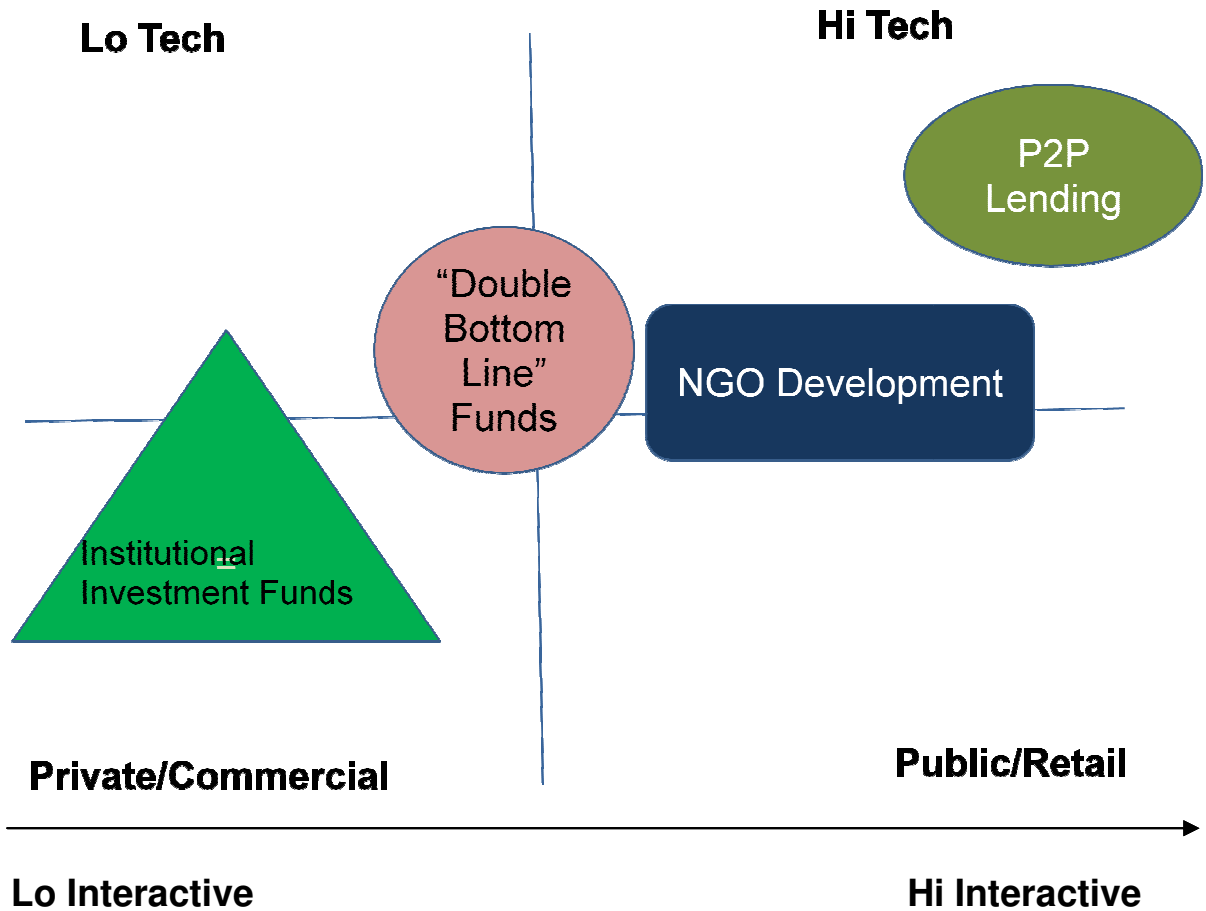 Lo Tech
Hi Tech
P2P
Lending
“Double
Bottom
Line”
Funds
NGO Development
Institutional
Investment Funds
Private/Commercial
Public/Retail
Lo Interactive
Hi Interactive